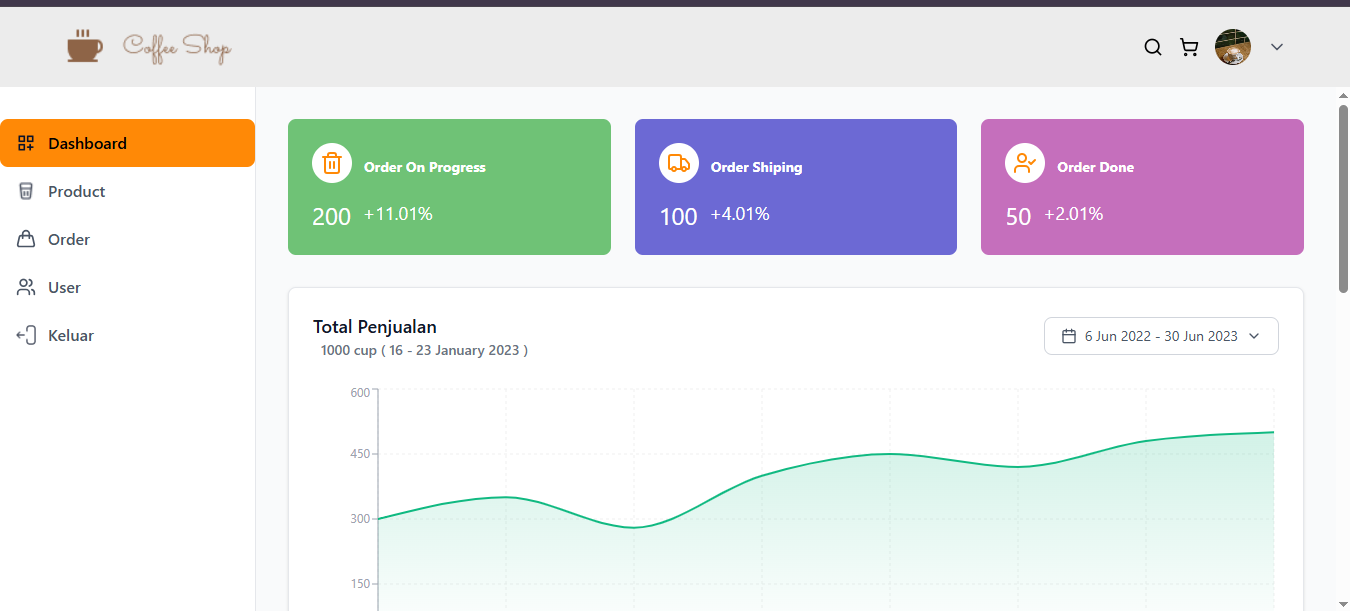 Coffee Shop
Dashboard
Product
Order
User
Keluar
Order On Progress
200 +11.01%
Order Shiping
100 +4.01%
Order Done
50 +2.01%
Total Penjualan
1000 cup ( 16 - 23 January 2023 )
6 Jun 2022 - 30 Jun 2023
600
450
300
150